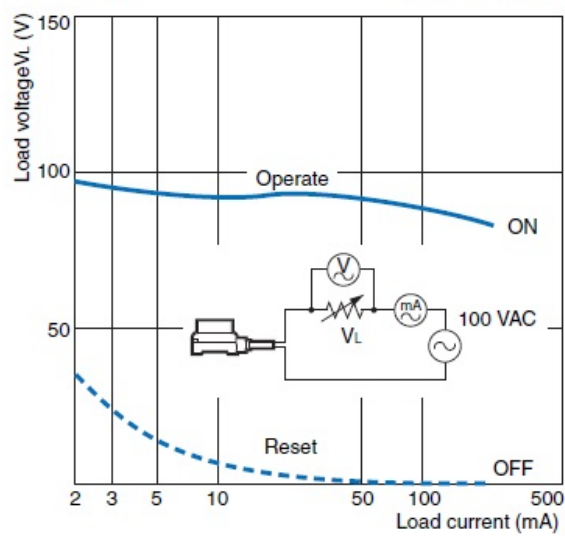 Load voltage VL (V)
150
100
50
Operate
ON
V
mA
VL
100 VAC
Reset
OFF
2 3 5 10 50 100 500
Load current (mA)